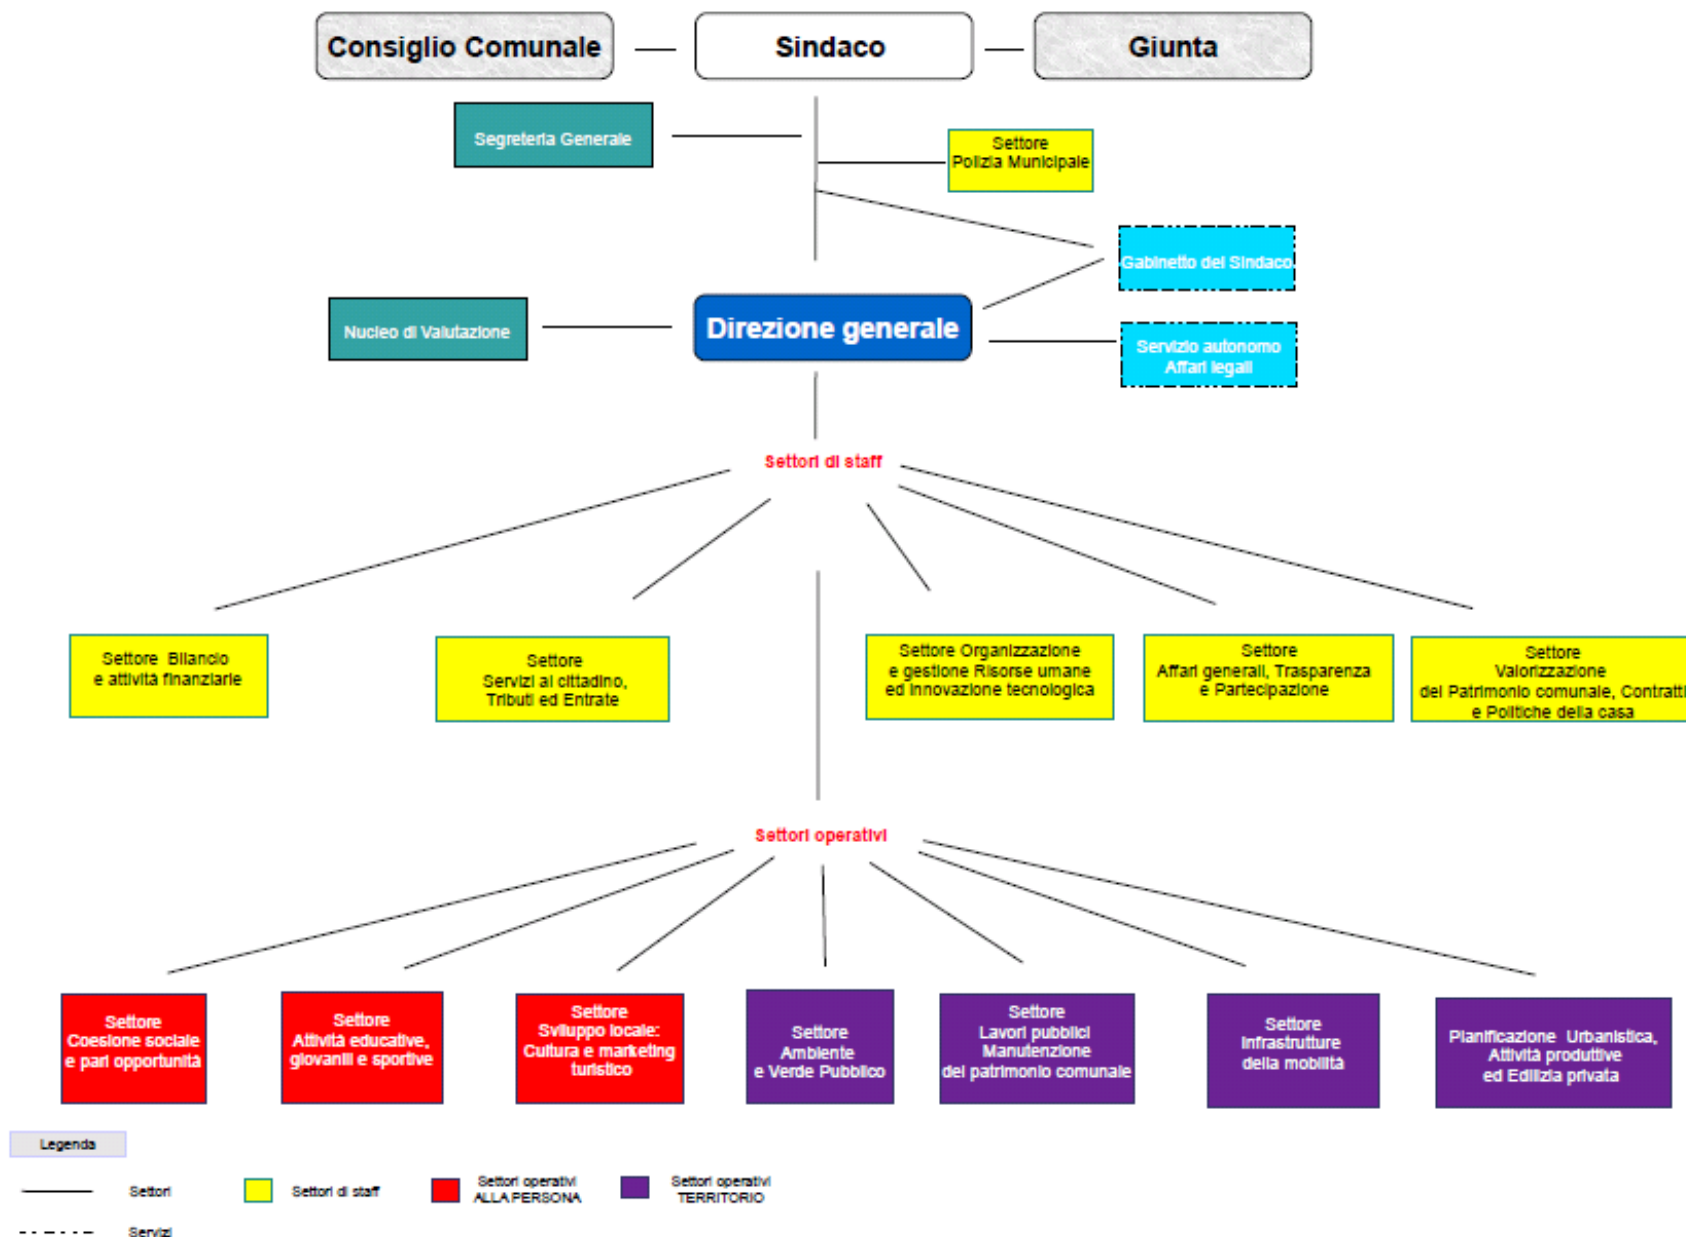 Consiglio Comunale
Sindaco
Giunta
Segreteria Generale
Settore
Polizia Municipale
Gabinetto del Sindaco
Nucleo di Valutazione
Direzione generale
Servizio autonomo
Affari legali
Settori di staff
Settore Bilancio
e attività finanziarie
Settore
Servizi al cittadino,
Tributi ed Entrate
Settore Organizzazione
e gestione Risorse umane
ed innovazione tecnologica
Settore
Affari generali, Trasparenza
e Partecipazione
Settore
Valorizzazione
del Patrimonio comunale, Contratti
e Politiche della casa
Settori operativi
Settore
Coesione sociale
e pari opportunità
Settore
Attività educative,
giovanili e sportive
Settore
Sviluppo locale:
Cultura e marketing
turistico
Settore
Ambiente
e Verde Pubblico
Settore
Lavori pubblici
Manutenzione
del patrimonio comunale
Settore
Infrastrutture
della mobilità
Planificazione Urbanistica,
Attività produttive
ed Edilizia privata
Legenda
Settori
Settori di staff
Settori operativi
ALLA PERSONA
Settori operativi
TERRITORIO
Servizi